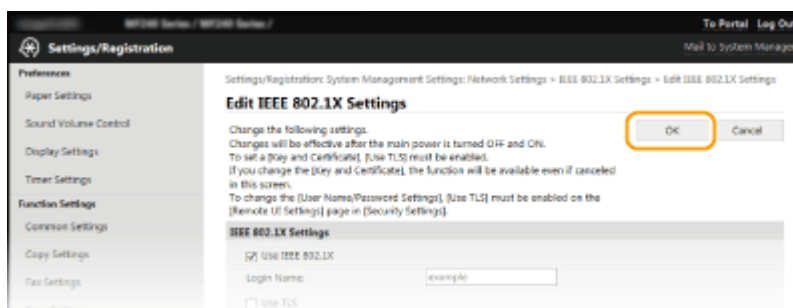 MF240 Series / MF240 Series /
To Portal Log Ou
Settings/Registration
Mail to System Manage
Preferences
Paper Settings
Sound Volume Control
Display Settings
Timer Settings
Function Settings
Common Settings
Copy Settings
Fax Settings
Settings/Registration: System Management Settings: Network Settings > IEEE 802.1X Settings > Edit IEEE 802.1X Settings
Edit IEEE 802.1X Settings
Change the following settings.
Changes will be effective after the main power is turned OFF and ON.
To set a [Key and Certificate], [Use TLS] must be enabled.
If you change the [Key and Certificate], the function will be available even if canceled
in this screen.
To change the [User Name/Password Settings], [Use TLS] must be enabled on the
[Remote UI Settings] page in [Security Settings].
OK
Cancel
IEEE 802.1X Settings
Use IEEE 802.1X
Login Name:
example
Use TLS